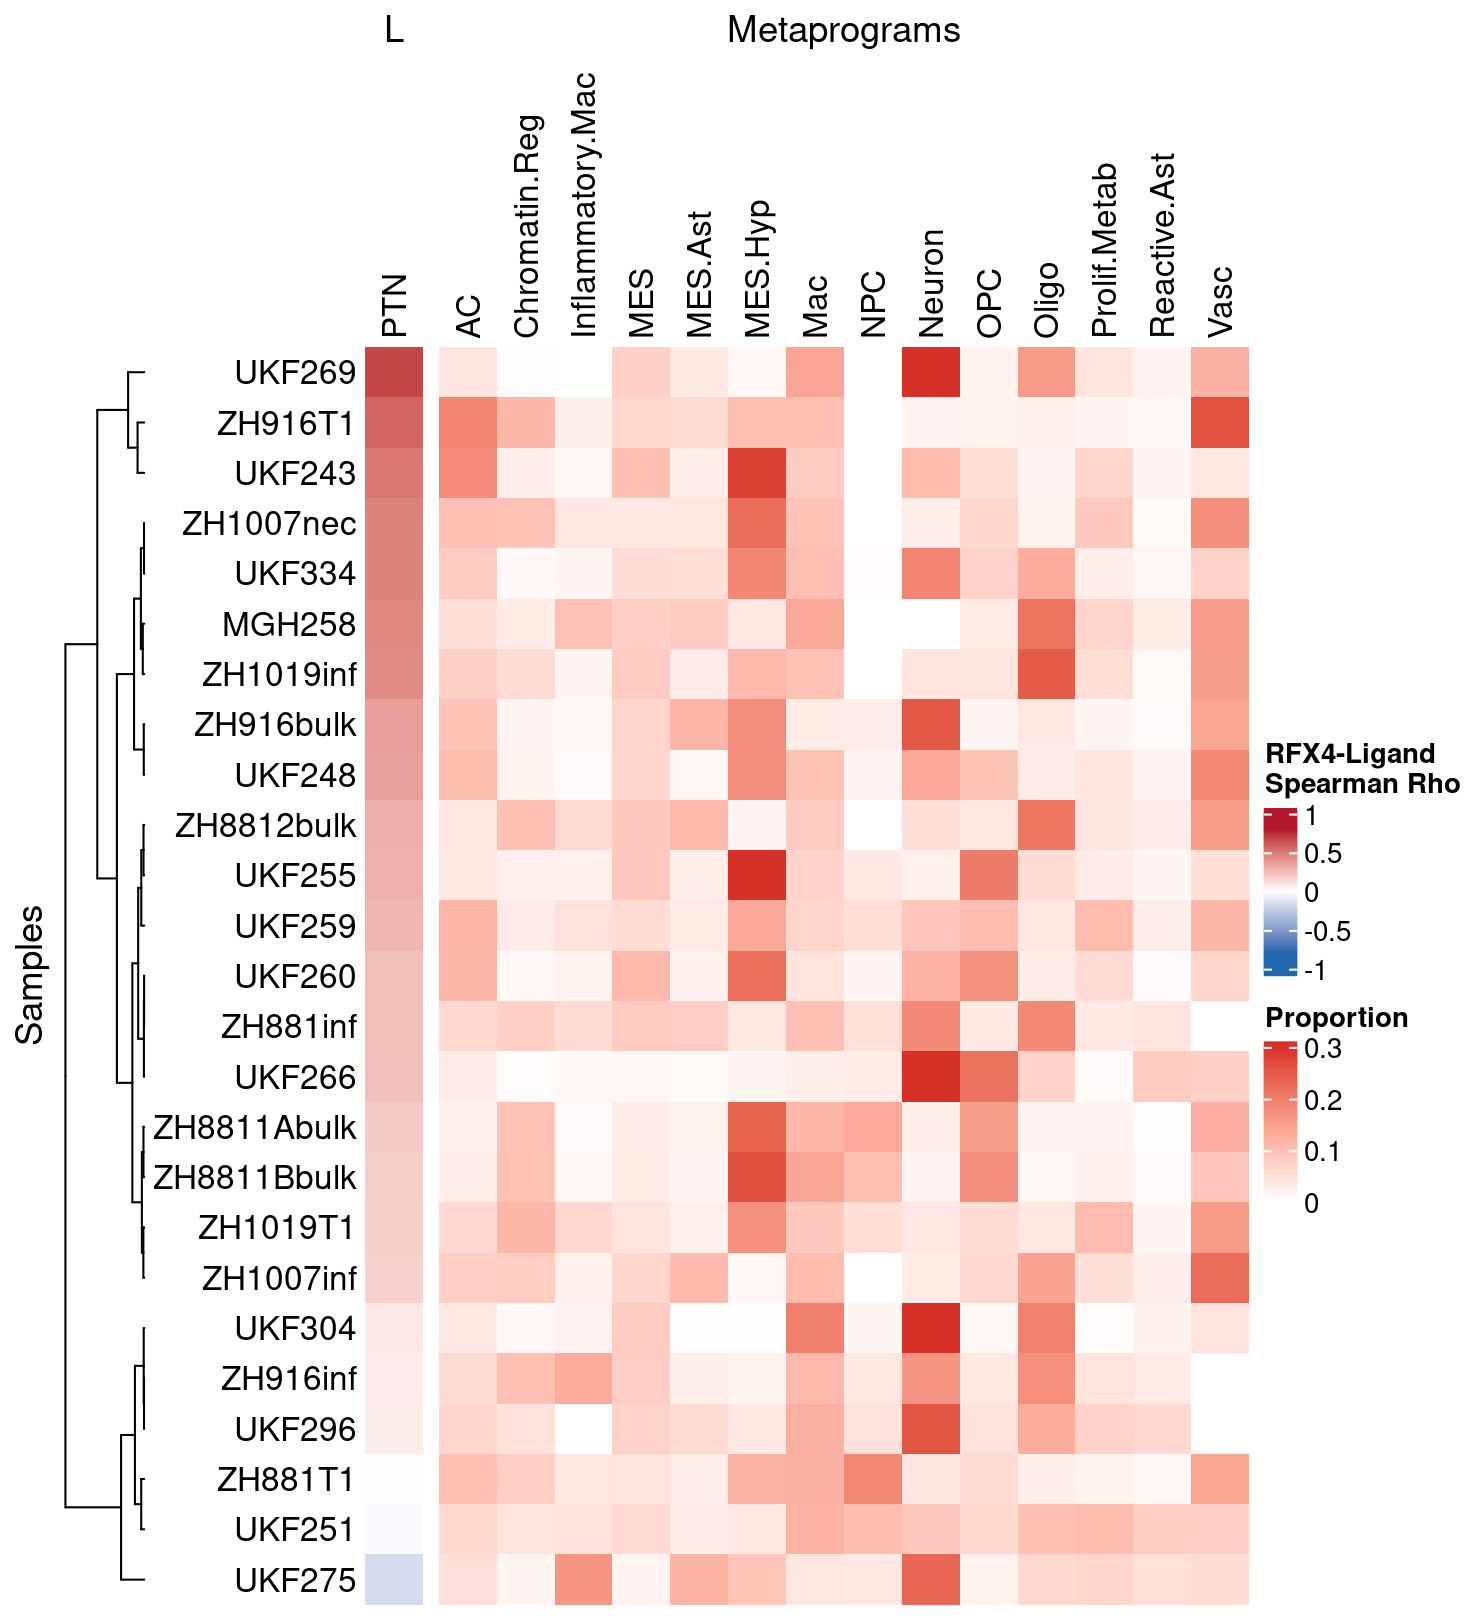 L
Metaprograms
PTN
AC
Chromatin.Reg
Inflammatory.Mac
MES
MES.Ast
MES.Hyp
Mac
NPC
Neuron
OPC
Oligo
Prolif.Metab
Reactive.Ast
Vasc
Samples
UKF269
ZH916T1
UKF243
ZH1007nec
UKF334
MGH258
ZH1019inf
ZH916bulk
UKF248
ZH8812bulk
UKF255
UKF259
UKF260
ZH881inf
UKF266
ZH8811Abulk
ZH8811Bbulk
ZH1019T1
ZH1007inf
UKF304
ZH916inf
UKF296
ZH881T1
UKF251
UKF275
RFX4-Ligand
Spearman Rho
1
0.5
0
-0.5
-1
Proportion
0.3
0.2
0.1
0